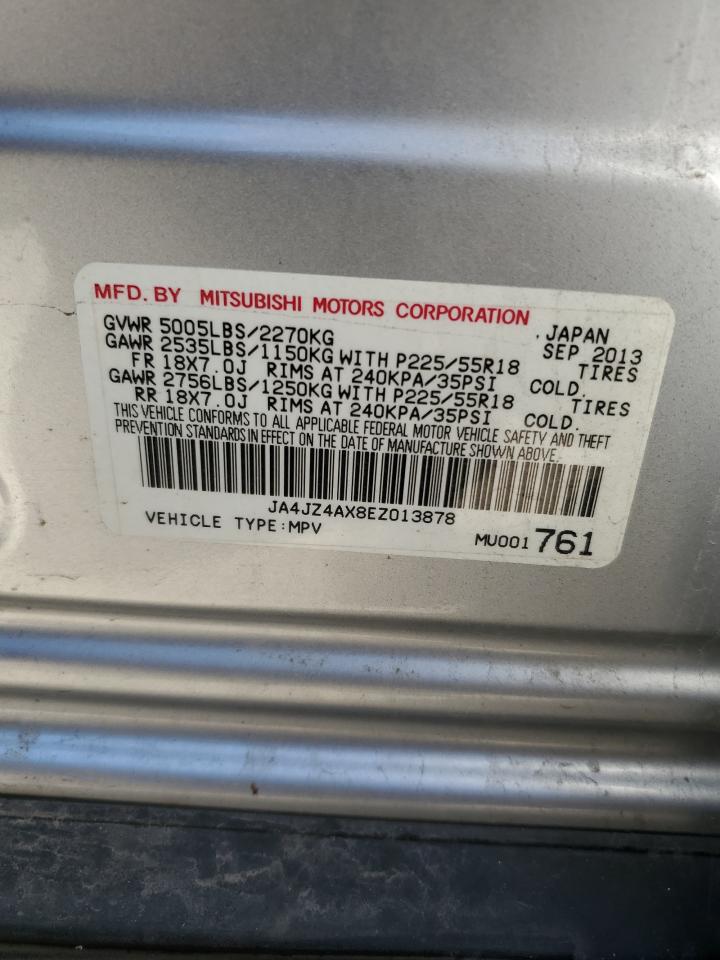 MFD. BY MITSUBISHI MOTORS CORPORATION
GVWR 5005LBS/2270KG JAPAN
GAWR 2535LBS/1150KG WITH P225/55R18 SEP 2013
FR 18X7.0J RIMS AT 240KPA/35PSI TIRES COLD.
GAWR 2756LBS/1250KG WITH P225/55R18 TIRES
RR 18X7.0J RIMS AT 240KPA/35PSI COLD.
THIS VEHICLE CONFORMS TO ALL APPLICABLE FEDERAL MOTOR VEHICLE SAFETY AND THEFT
PREVENTION STANDARDS IN EFFECT ON THE DATE OF MANUFACTURE SHOWN ABOVE.
JA4JZ4AX8EZ013878
VEHICLE TYPE:MPV MU001 761